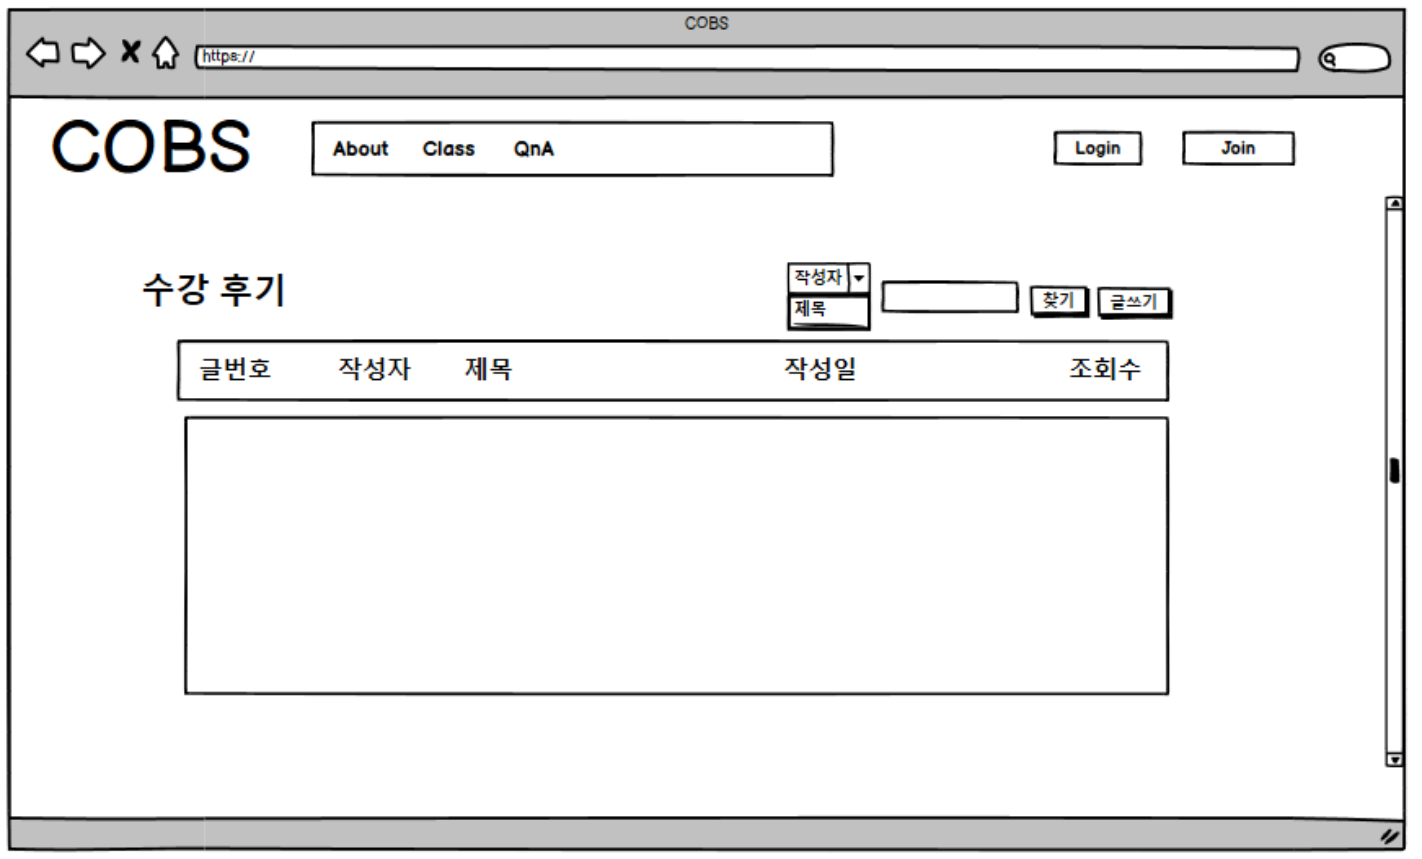 COBS
https://
COBS
About Class QnA
Login
Join
수강 후기
작성자
제목
찾기
글쓰기
글번호 작성자 제목 작성일 조회수